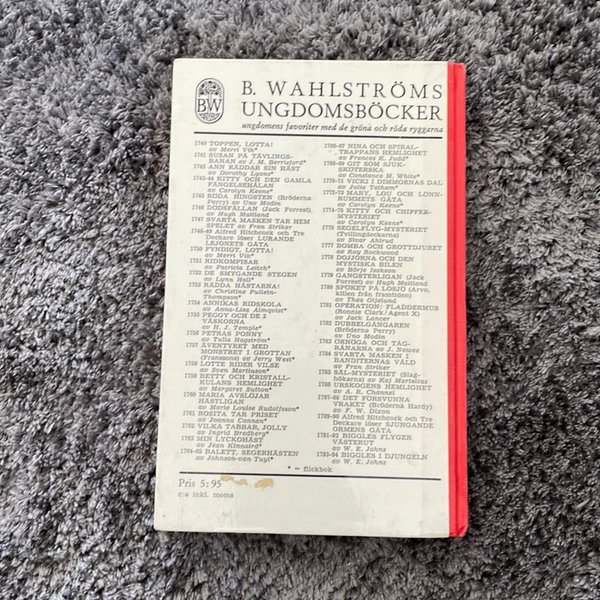 BW
B. WAHLSTRÖMS
UNGDOMSBÖCKER
ungdomens favoriter med de gröna och röda ryggarna
1740 TOPPEN, LOTTA!
av Merri Vik*
1741 SUSAN PÅ TÄVLINGS-
BANAN av J. M. Berrisford*
1742 ANN RÄDDAR SIN HÄST
av Dorothy Lyons*
1743-44 KITTY OCH DEN GAMLA
FÄNGELSEHÅLAN
av Carolyn Keene*
1745 RÖDA HINGSTEN (Bröderna
Perry) av Uno Modin
1746 DÖDSFÄLLAN (Jack Forrest)
av Hugh Maitland
1747 SVARTA MASKEN TAR HEM
SPELET av Fran Striker
1748-49 Alfred Hitchcock och Tre
Deckare löser LURANDE
LEJONETS GÅTA
1750 FYNDIGT, LOTTA!
av Merri Vik*
1751 RIDKOMPISAR
av Patricia Leitch*
1752 DE SMYGANDE STEGEN
av Lynn Hall*
1753 RÄDDA HÄSTARNA!
av Christine Pullein-
Thompson*
1754 ANNIKAS RIDSKOLA
av Anna-Lisa Almqvist*
1755 PEGGY OCH DE 3
VÄSKORNA
av H. J. Temple*
1756 PETRAS PONNY
av Tulla Hagström*
1757 ÄVENTYRET MED
MONSTRET I GROTTAN
(Fransson) av Jerry West*
1758 LOTTE RIDER VILSE
av Sven Martinson*
1759 BETTY OCH KRISTALL-
KULANS HEMLIGHET
av Margaret Sutton*
1760 MARIA AVSLÖJAR
HÄSTLIGAN
av Marie Louise Rudolfsson*
1761 ROSITA TAR PRISET
av Joanna Cannan*
1762 VILKA TABBAR, JOLLY
av Ingrid Bredberg*
1763 MIN LYCKOHÄST
av Jean Kinnaird*
1764-65 BALETT, SEGERHÄSTEN
av Johnson-van Tuyl*
1766-67 NINA OCH SPIRAL-
TRAPPANS HEMLIGHET
av Frances K. Judd*
1768-69 GIT SOM SJUK-
SKÖTERSKA
av Constance M. White*
1770-71 VICKI I DIMMORNAS DAL
av Julie Tatham*
1772-73 MARY, LOU OCH LÖNN-
RUMMETS GÅTA
av Carolyn Keene*
1774-75 KITTY OCH CHIFFER-
MYSTERIET
av Carolyn Keene*
1776 SEGELFLYG-MYSTERIET
(Tvillingdeckarna)
av Sivar Ahlrud
1777 BOMBA OCH GROTTDJURET
av Roy Rockwood
1778 DOJJORNA OCH DEN
MYSTISKA BILEN
av Börje Isakson
1779 GANGSTERLIGAN (Jack
Forrest) av Hugh Maitland
1780 SPÖKET PÅ LÖSJÖ (Arvo,
killen från framtiden)
av Thea Oljelund
1781 OPERATION: FLADDERMUS
(Ronnie Clark/Agent X)
av Jack Lancer
1782 DUBBELGÅNGAREN
(Bröderna Perry)
av Uno Modin
1783 ORNOGA OCH TÅG-
RÅNAREN av J. Nowee
1784 SVARTA MASKEN I
BANDITERNAS VÅLD
av Fran Striker
1785 SÄL-MYSTERIET (Slag-
hökarna) av Kaj Martelius
1786 URSKOGENS HEMLIGHET
av A. E. Channel
1787-88 DET FÖRSVUNNA
VRAKET (Bröderna Hardy)
av F. W. Dixon
1789-90 Alfred Hitchcock och Tre
Deckare löser SJUNGANDE
ORMENS GÅTA
1791-92 BIGGLES FLYGER
VÄSTERUT
av W. E. Johns
1793-94 BIGGLES I DJUNGELN
av W. E. Johns
* = flickbok
Pris 5:95
c:a inkl. moms